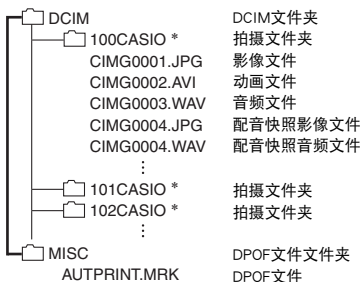 DCIM DCIM文件夹
100CASIO * 拍摄文件夹
CIMG0001.JPG 影像文件
CIMG0002.AVI 动画文件
CIMG0003.WAV 音频文件
CIMG0004.JPG 配音快照影像文件
CIMG0004.WAV 配音快照音频文件
⋮
101CASIO * 拍摄文件夹
102CASIO * 拍摄文件夹
⋮
MISC DPOF文件文件夹
AUTPRINT.MRK DPOF文件